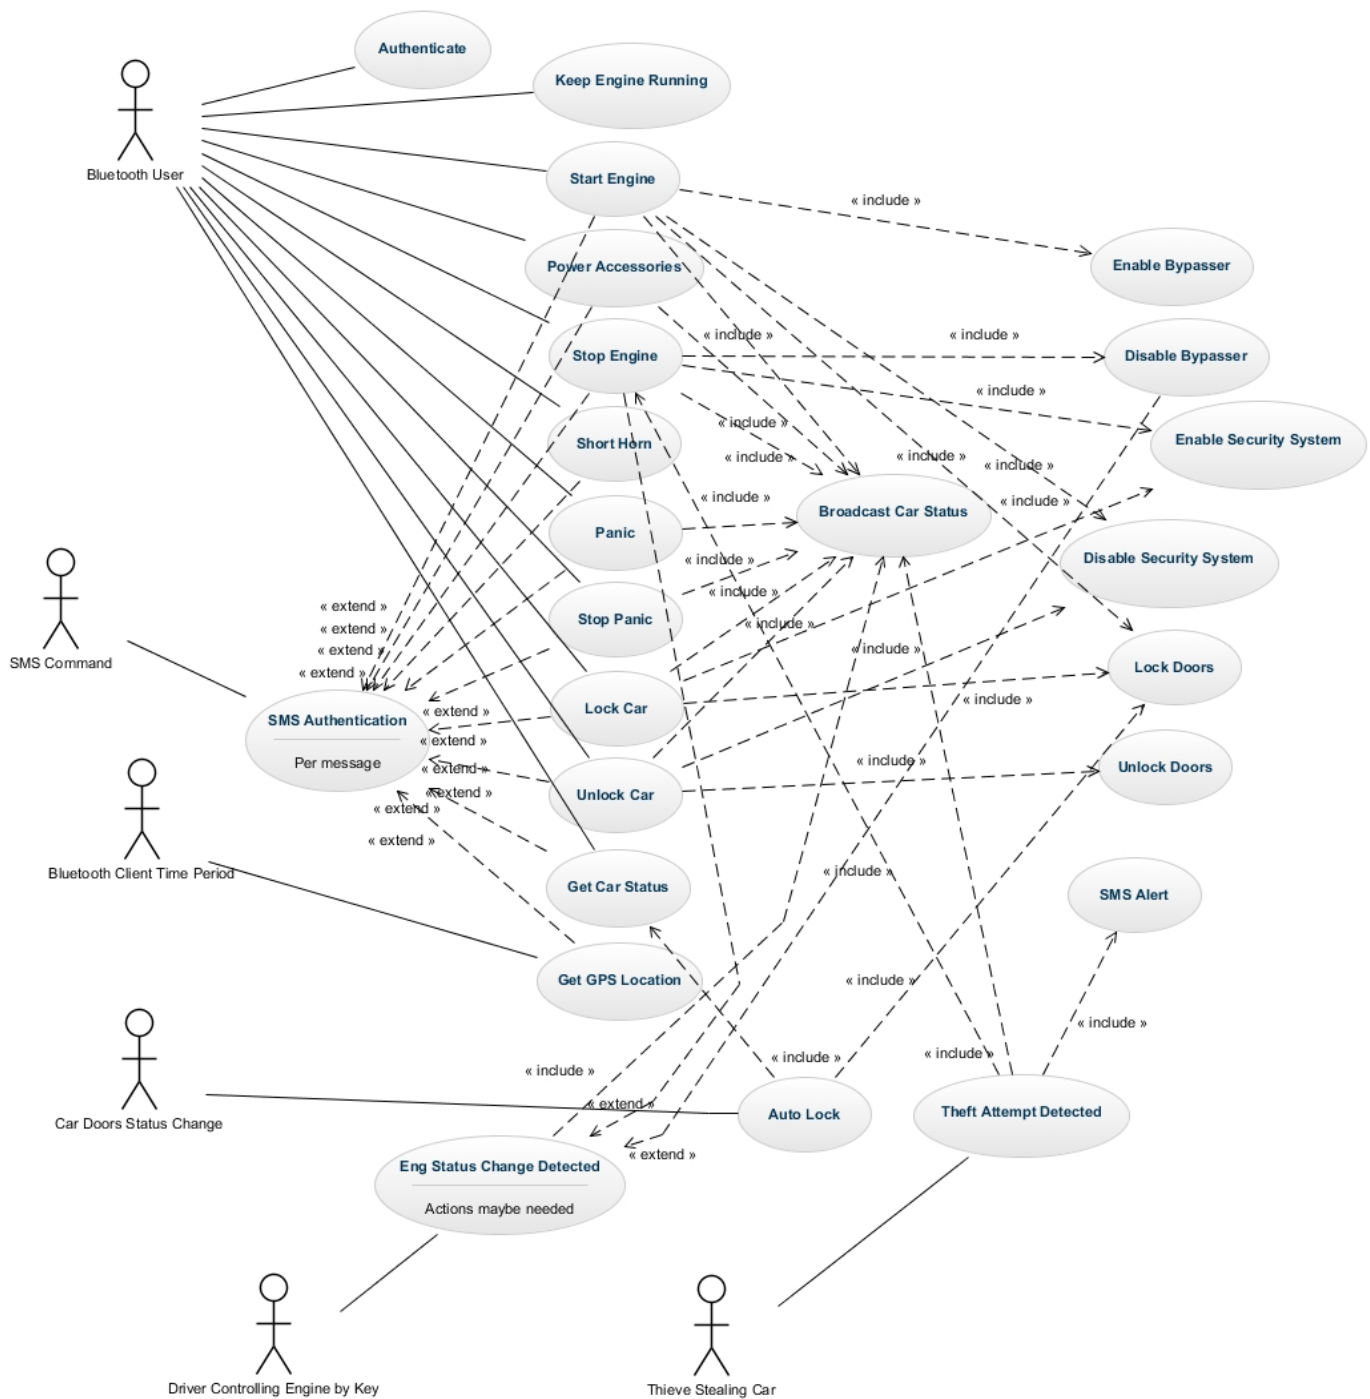 Authenticate
Keep Engine Running
Bluetooth User
Start Engine
« include »
Enable Bypasser
Power Accessories
« include »
« include »
Stop Engine
Disable Bypasser
« include »
« include »
Short Horn
Enable Security System
« include »
« include »
« include »
« include »
« include »
Broadcast Car Status
Panic
« include »
Disable Security System
« include »
« extend »
Stop Panic
« include »
« extend »
« extend »
« include »
SMS Command
« extend »
Lock Doors
« include »
SMS Authentication
Per message
« extend »
Lock Car
« extend »
« include »
Unlock Doors
« extend »
« extend »
Unlock Car
« extend »
« extend »
Bluetooth Client Time Period
« include »
Get Car Status
SMS Alert
Get GPS Location
« include »
« include »
Car Doors Status Change
« include »
« include »
« include »
« extend »
Auto Lock
Theft Attempt Detected
« extend »
Eng Status Change Detected
Actions maybe needed
Driver Controlling Engine by Key
Thieve Stealing Car